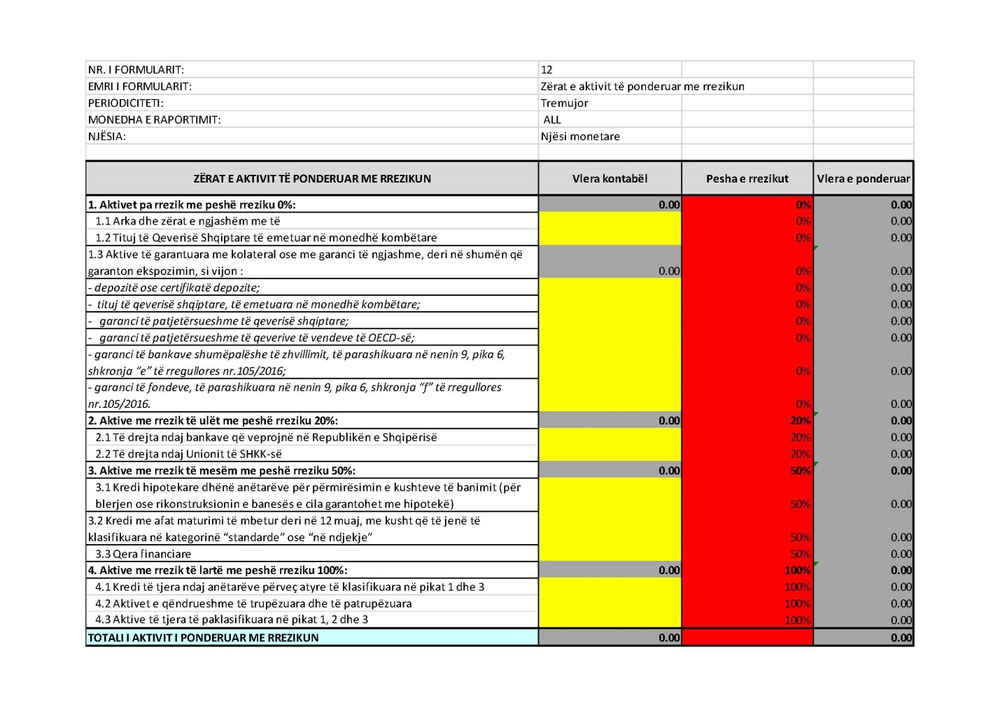 NR. I FORMULARIT: 12
EMRI I FORMULARIT: Zërat e aktivit të ponderuar me rrezikun
PERIODICITETI: Tremujor
MONEDHA E RAPORTIMIT: ALL
NJËSIA: Njësi monetare
ZËRAT E AKTIVIT TË PONDERUAR ME RREZIKUN Vlera kontabël Pesha e rrezikut Vlera e ponderuar
1. Aktivet pa rrezik me peshë rreziku 0%: 0.00 0% 0.00
1.1 Arka dhe zërat e ngjashëm me të 0% 0.00
1.2 Tituj të Qeverisë Shqiptare të emetuar në monedhë kombëtare 0% 0.00
1.3 Aktive të garantuara me kolateral ose me garanci të ngjashme, deri në shumën që
garanton ekspozimin, si vijon : 0.00 0% 0.00
- depozitë ose certifikatë depozite; 0% 0.00
- tituj të qeverisë shqiptare, të emetuara në monedhë kombëtare; 0% 0.00
- garanci të patjetërsueshme të qeverisë shqiptare; 0% 0.00
- garanci të patjetërsueshme të qeverive të vendeve të OECD-së; 0% 0.00
- garanci të bankave shumëpalëshe të zhvillimit, të parashikuara në nenin 9, pika 6,
shkronja “e” të rregullores nr.105/2016; 0% 0.00
- garanci të fondeve, të parashikuara në nenin 9, pika 6, shkronja “f” të rregullores
nr.105/2016. 0% 0.00
2. Aktive me rrezik të ulët me peshë rreziku 20%: 0.00 20% 0.00
2.1 Të drejta ndaj bankave që veprojnë në Republikën e Shqipërisë 20% 0.00
2.2 Të drejta ndaj Unionit të SHKK-së 20% 0.00
3. Aktive me rrezik të mesëm me peshë rreziku 50%: 0.00 50% 0.00
3.1 Kredi hipotekare dhënë anëtarëve për përmirësimin e kushteve të banimit (për
blerjen ose rikonstruksionin e banesës e cila garantohet me hipotekë) 50% 0.00
3.2 Kredi me afat maturimi të mbetur deri në 12 muaj, me kusht që të jenë të
klasifikuara në kategorinë “standarde” ose “në ndjekje” 50% 0.00
3.3 Qera financiare 50% 0.00
4. Aktive me rrezik të lartë me peshë rreziku 100%: 0.00 100% 0.00
4.1 Kredi të tjera ndaj anëtarëve përveç atyre të klasifikuara në pikat 1 dhe 3 100% 0.00
4.2 Aktivet e qëndrueshme të trupëzuara dhe të patrupëzuara 100% 0.00
4.3 Aktive të tjera të paklasifikuara në pikat 1, 2 dhe 3 100% 0.00
TOTALI I AKTIVIT I PONDERUAR ME RREZIKUN 0.00 0.00